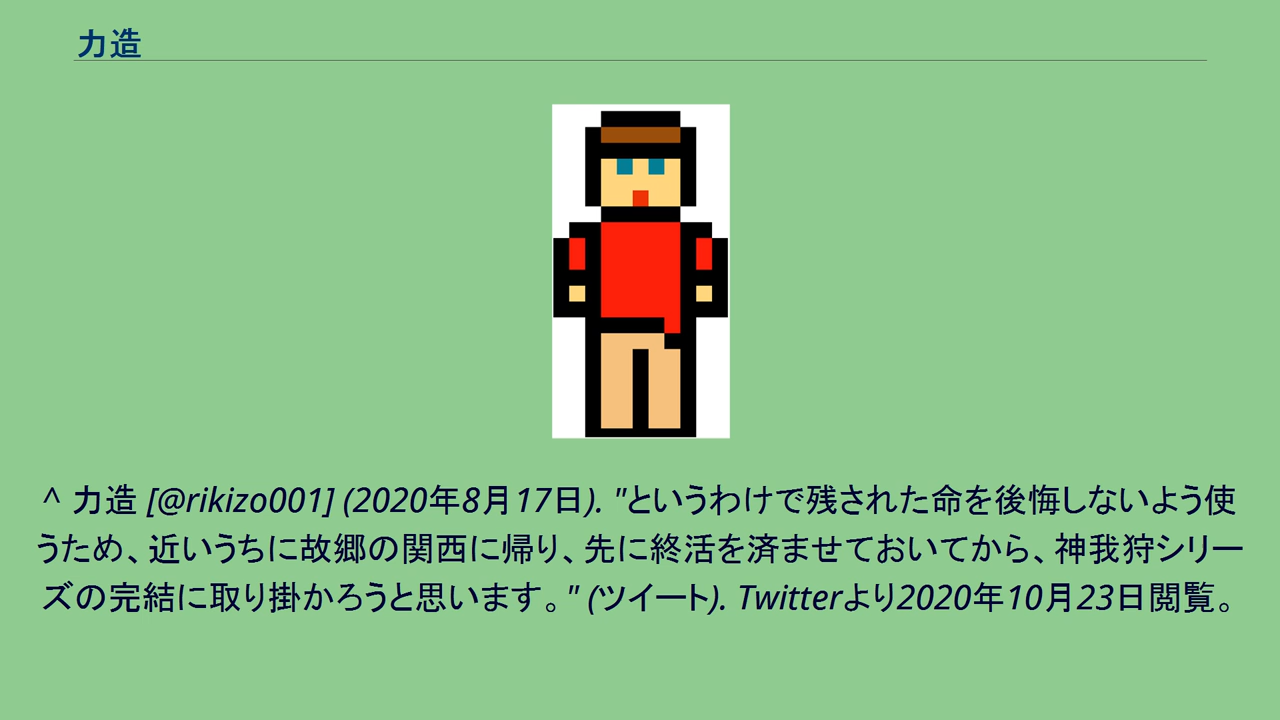 力造
^ 力造 [@rikizo001] (2020年8月17日). "というわけで残された命を後悔しないよう使
うため、近いうちに故郷の関西に帰り、先に終活を済ませておいてから、神我狩シリー
ズの完結に取り掛かろうと思います。" (ツイート). Twitterより2020年10月23日閲覧。